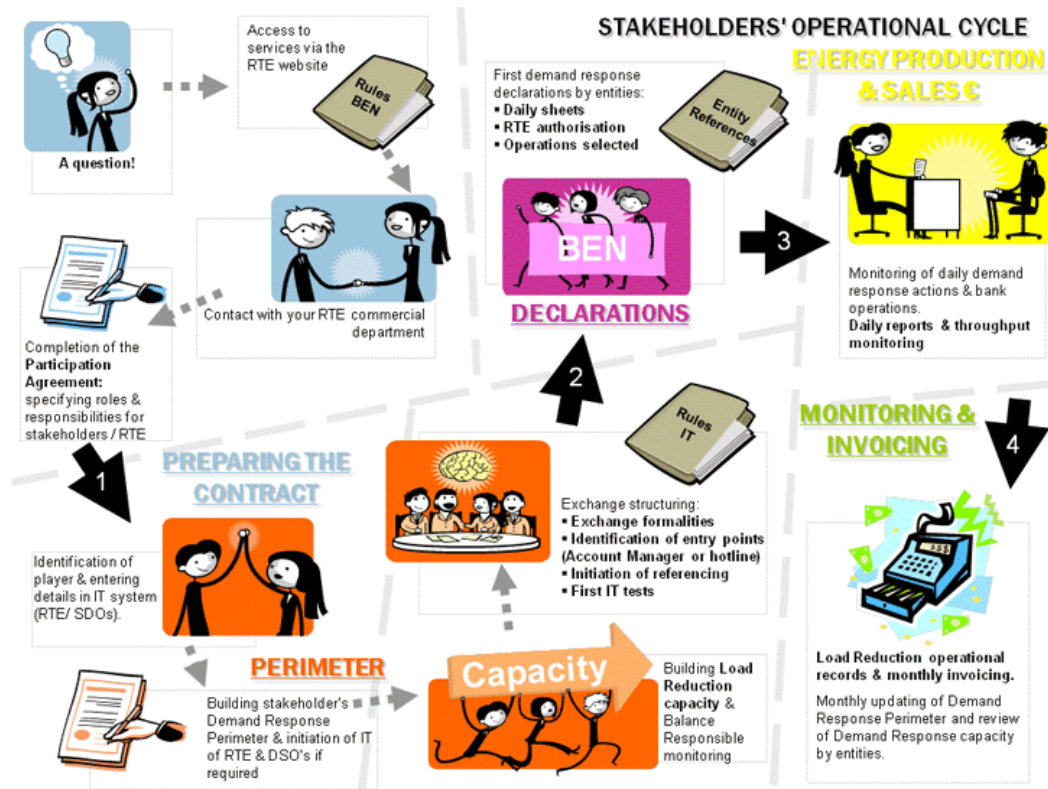 STAKEHOLDERS' OPERATIONAL CYCLE
A question!
Access to
services via the
RTE website
Rules
BEN
Contact with your RTE commercial
department
Completion of the
Participation
Agreement:
specifying roles &
responsibilities for
stakeholders / RTE
PREPARING THE
CONTRACT
1
Identification of
player & entering
details in IT system
(RTE/ SDOs).
PERIMETER
Building stakeholder's
Demand Response
Perimeter & initiation of IT
of RTE & DSO's if
required
Capacity
Building Load
Reduction
capacity &
Balance
Responsible
monitoring
Exchange structuring:
▪ Exchange formalities
▪ Identification of entry points
(Account Manager or hotline)
▪ Initiation of referencing
▪ First IT tests
Rules
IT
2
First demand response
declarations by entities:
▪ Daily sheets
▪ RTE authorisation
▪ Operations selected
Entity
References
BEN
DECLARATIONS
3
ENERGY PRODUCTION
& SALES €
Monitoring of daily demand
response actions & bank
operations.
Daily reports & throughput
monitoring
MONITORING &
INVOICING
4
$$$
Load Reduction operational
records & monthly invoicing.
Monthly updating of Demand
Response Perimeter and review
of Demand Response capacity
by entities.